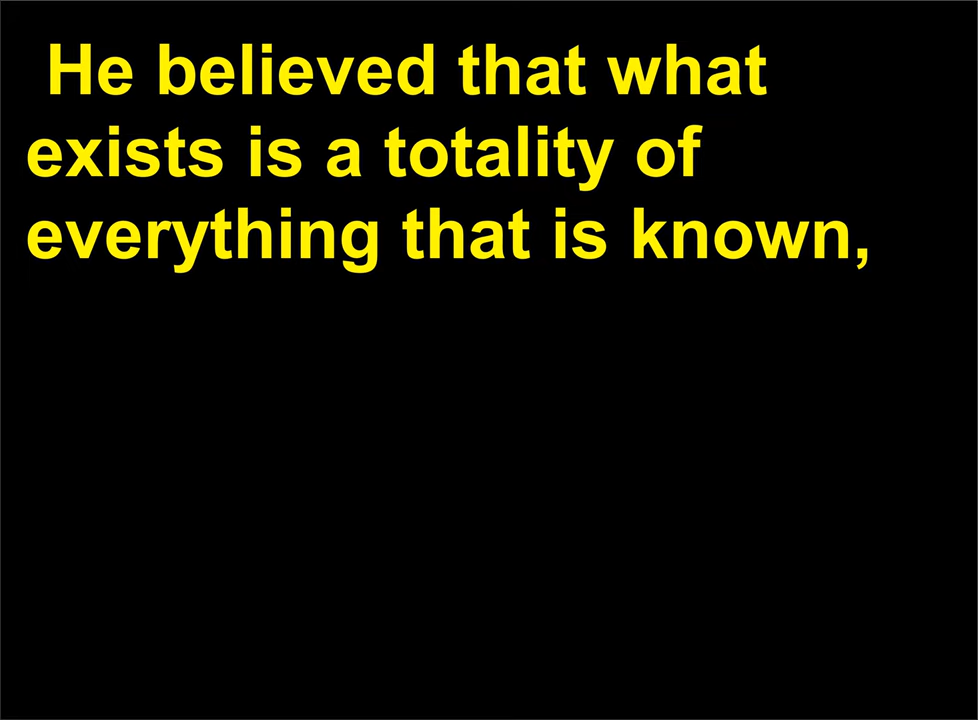 He believed that what
exists is a totality of
everything that is known,